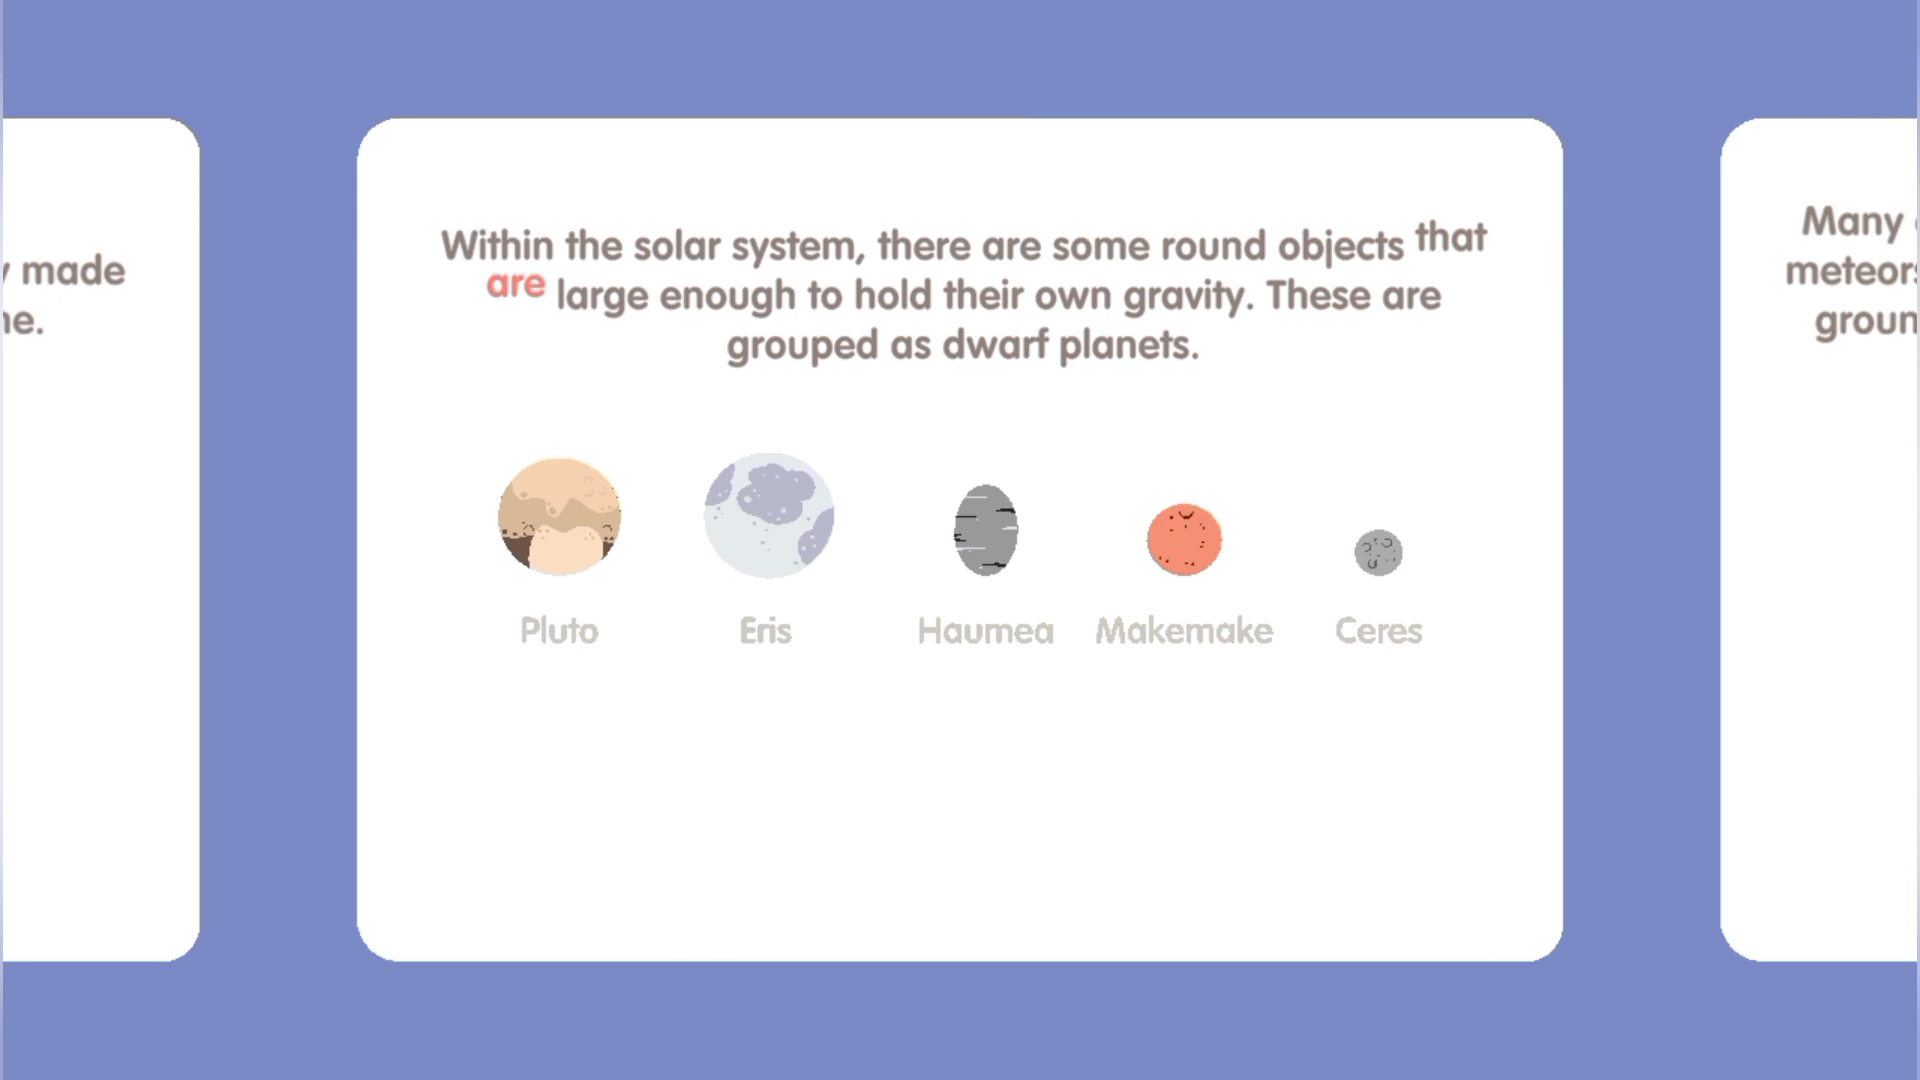 made
Within the solar system, there are some round objects that
are large enough to hold their own gravity. These are
grouped as dwarf planets.
Pluto
Eris
Haumea
Makemake
Ceres
Many
meteors